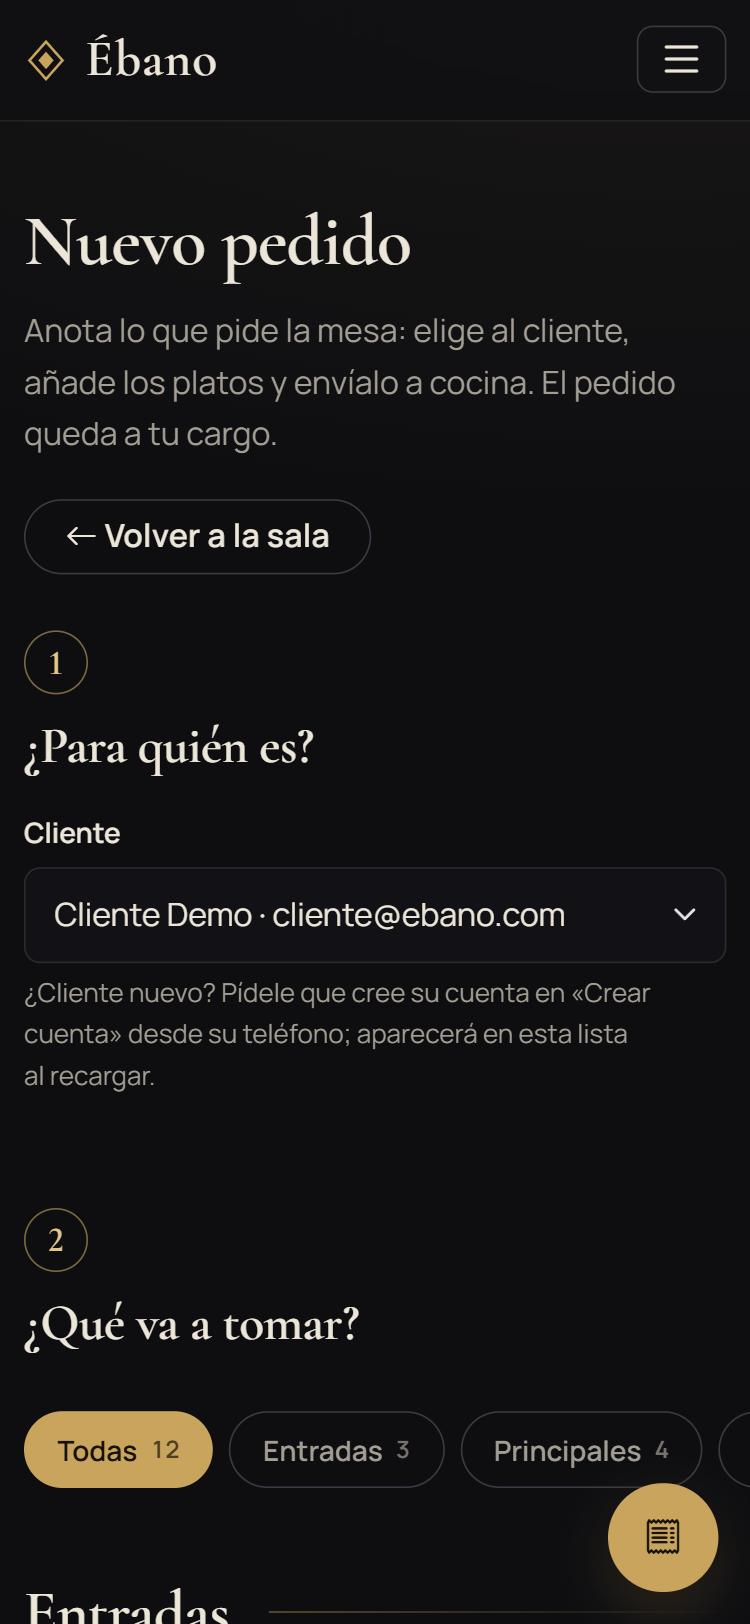 Ébano
Nuevo pedido
Anota lo que pide la mesa: elige al cliente,
añade los platos y envíalo a cocina. El pedido
queda a tu cargo.
← Volver a la sala
1
¿Para quién es?
Cliente
Cliente Demo · cliente@ebano.com
¿Cliente nuevo? Pídele que cree su cuenta en «Crear
cuenta» desde su teléfono; aparecerá en esta lista
al recargar.
2
¿Qué va a tomar?
Todas 12 Entradas 3 Principales 4
Entradas